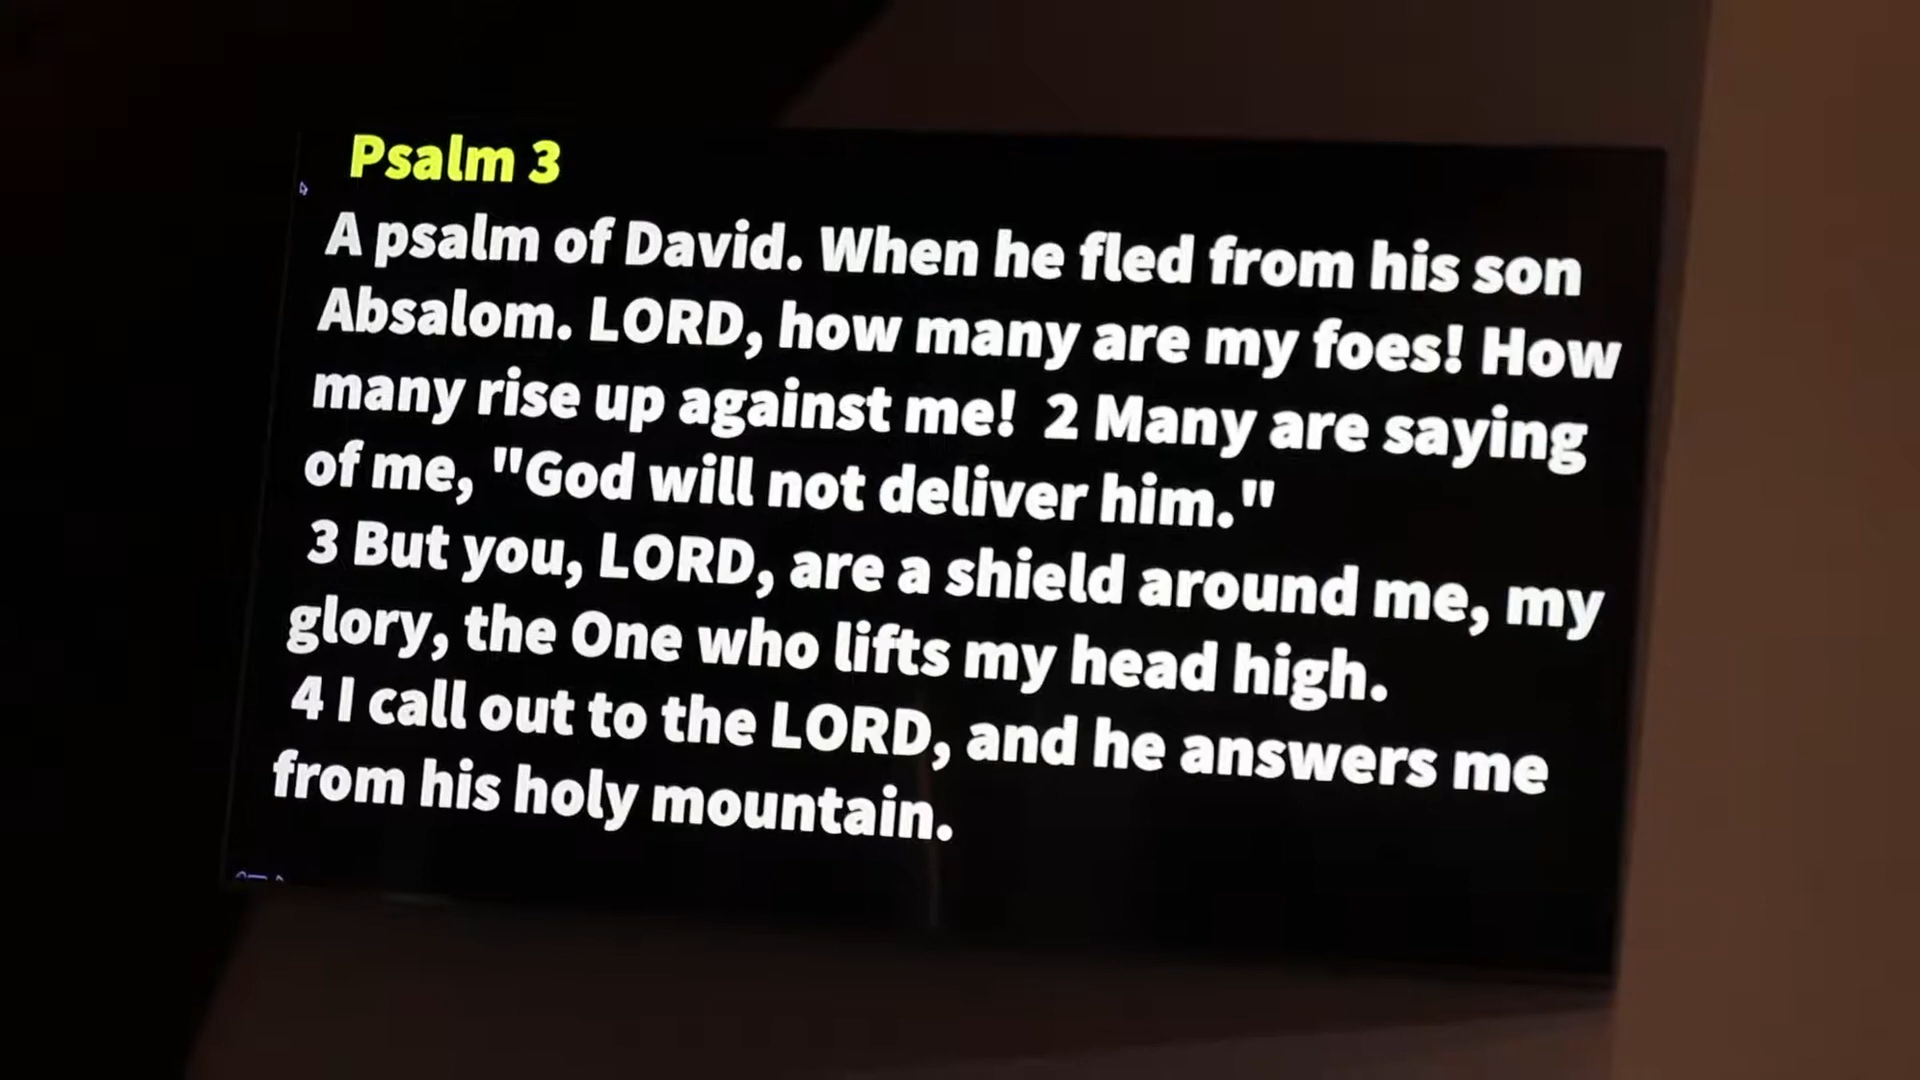 Psalm 3
A psalm of David. When he fled from his son
Absalom. LORD, how many are my foes! How
many rise up against me!  2 Many are saying
of me, "God will not deliver him."
3 But you, LORD, are a shield around me, my
glory, the One who lifts my head high.
4 I call out to the LORD, and he answers me
from his holy mountain.